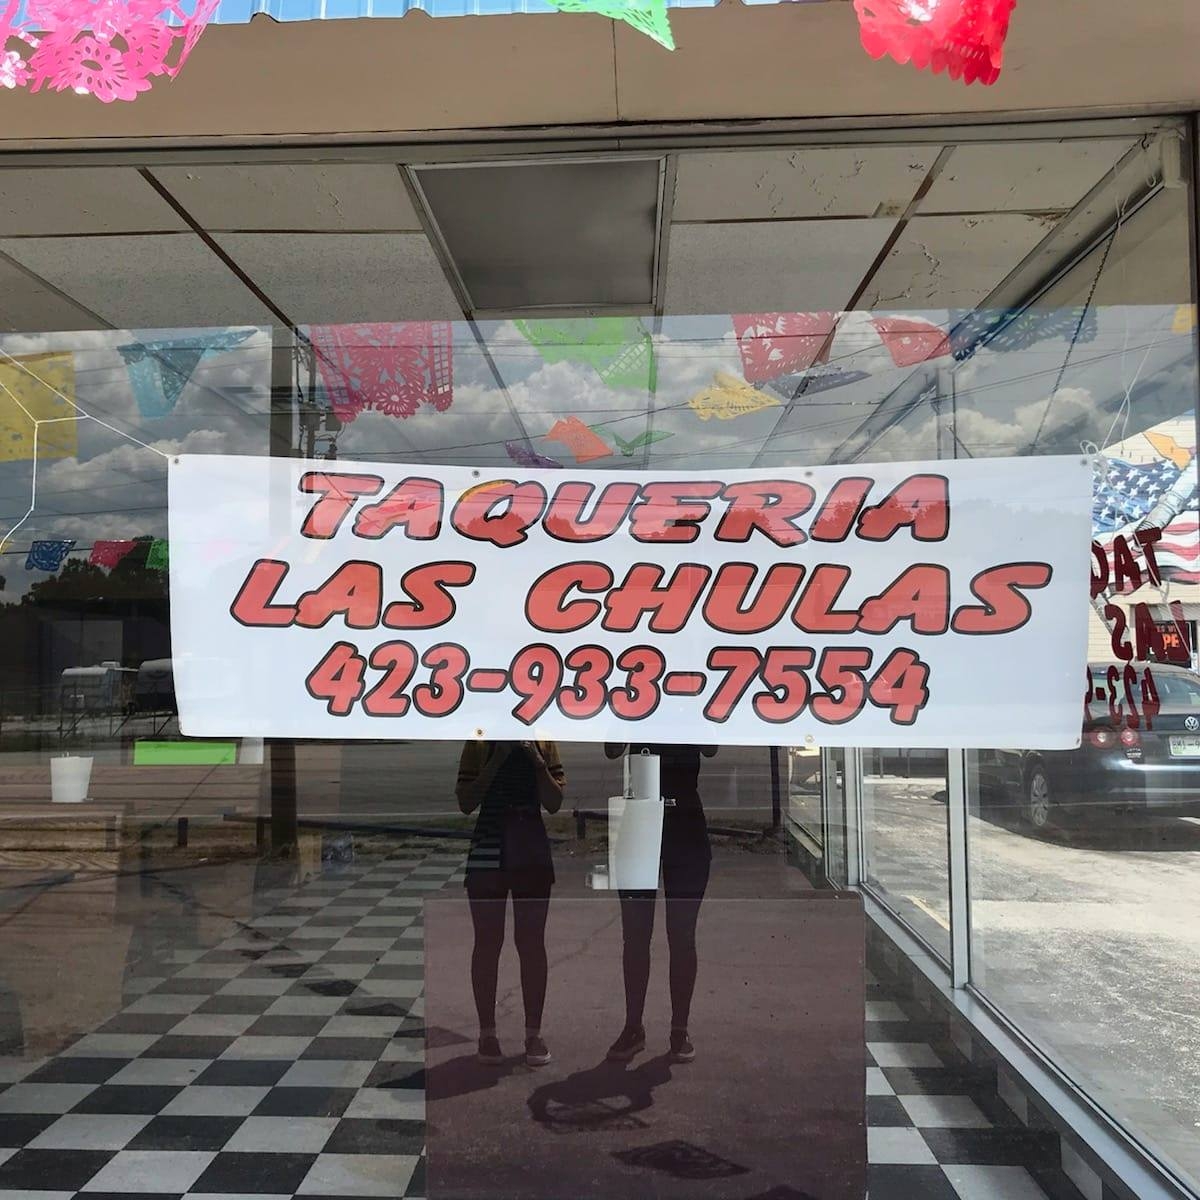 TAQUERIA
LAS CHULAS
423-933-7554